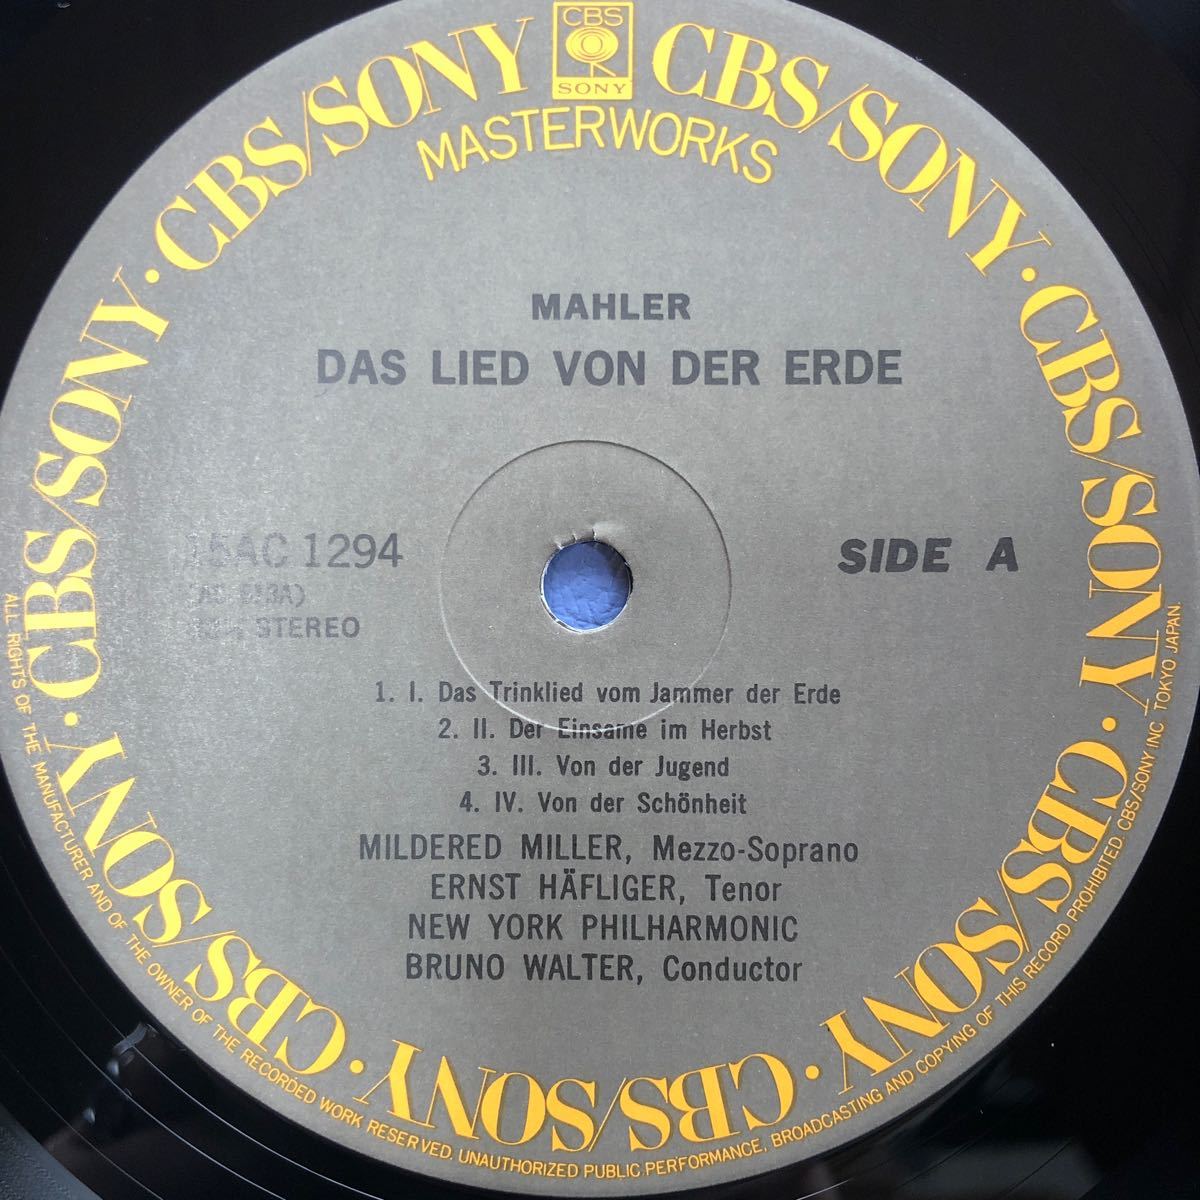 CBS
SONY
CBS/SONY · CBS/SONY · CBS/SONY · CBS/SONY · CBS/SONY · CBS/SONY · CBS/SONY · CBS/SONY · CBS/SONY
MASTERWORKS
MAHLER
DAS LIED VON DER ERDE
15AC 1294
SIDE A
STEREO
1. I. Das Trinklied vom Jammer der Erde
2. II. Der Einsame im Herbst
3. III. Von der Jugend
4. IV. Von der Schönheit
MILDERED MILLER, Mezzo-Soprano
ERNST HÄFLIGER, Tenor
NEW YORK PHILHARMONIC
BRUNO WALTER, Conductor
ALL RIGHTS OF THE MANUFACTURER AND OF THE OWNER OF THE RECORDED WORK RESERVED. UNAUTHORIZED PUBLIC PERFORMANCE, BROADCASTING AND COPYING OF THIS RECORD PROHIBITED. CBS/SONY INC. TOKYO JAPAN.